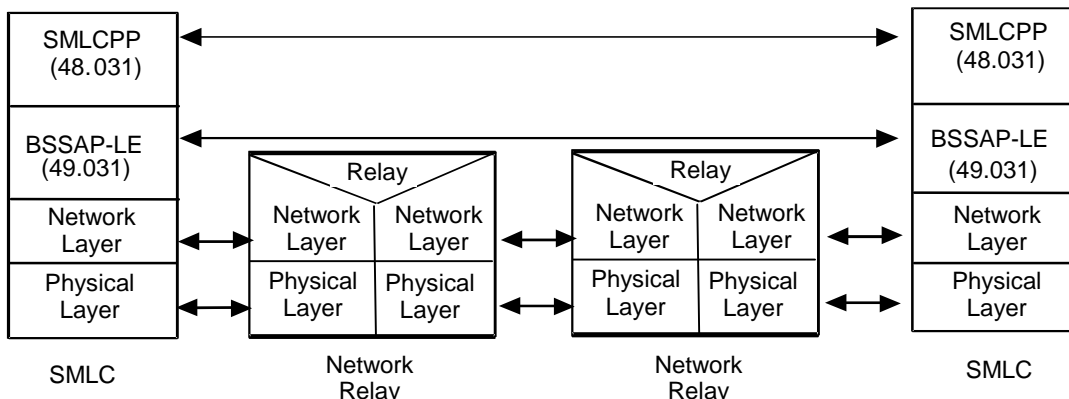 SMLCPP
(48.031)
BSSAP-LE
(49.031)
Network
Layer
Physical
Layer
SMLC
Relay
Network
Layer
Network
Layer
Physical
Layer
Physical
Layer
Network
Relay
Relay
Network
Layer
Network
Layer
Physical
Layer
Physical
Layer
Network
Relay
SMLCPP
(48.031)
BSSAP-LE
(49.031)
Network
Layer
Physical
Layer
SMLC